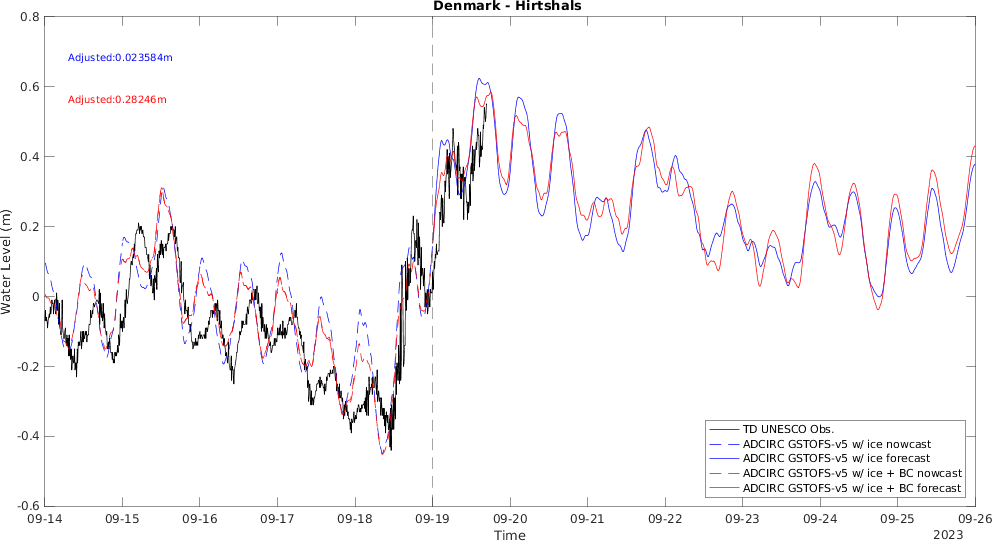 Denmark - Hirtshals
Adjusted:0.023584m
Adjusted:0.28246m
Water Level (m)
0.8
0.6
0.4
0.2
0
-0.2
-0.4
-0.6
TD UNESCO Obs.
ADCIRC GSTOFS-v5 w/ ice nowcast
ADCIRC GSTOFS-v5 w/ ice forecast
ADCIRC GSTOFS-v5 w/ ice + BC nowcast
ADCIRC GSTOFS-v5 w/ ice + BC forecast
09-14 09-15 09-16 09-17 09-18 09-19 09-20 09-21 09-22 09-23 09-24 09-25 09-26
Time
2023